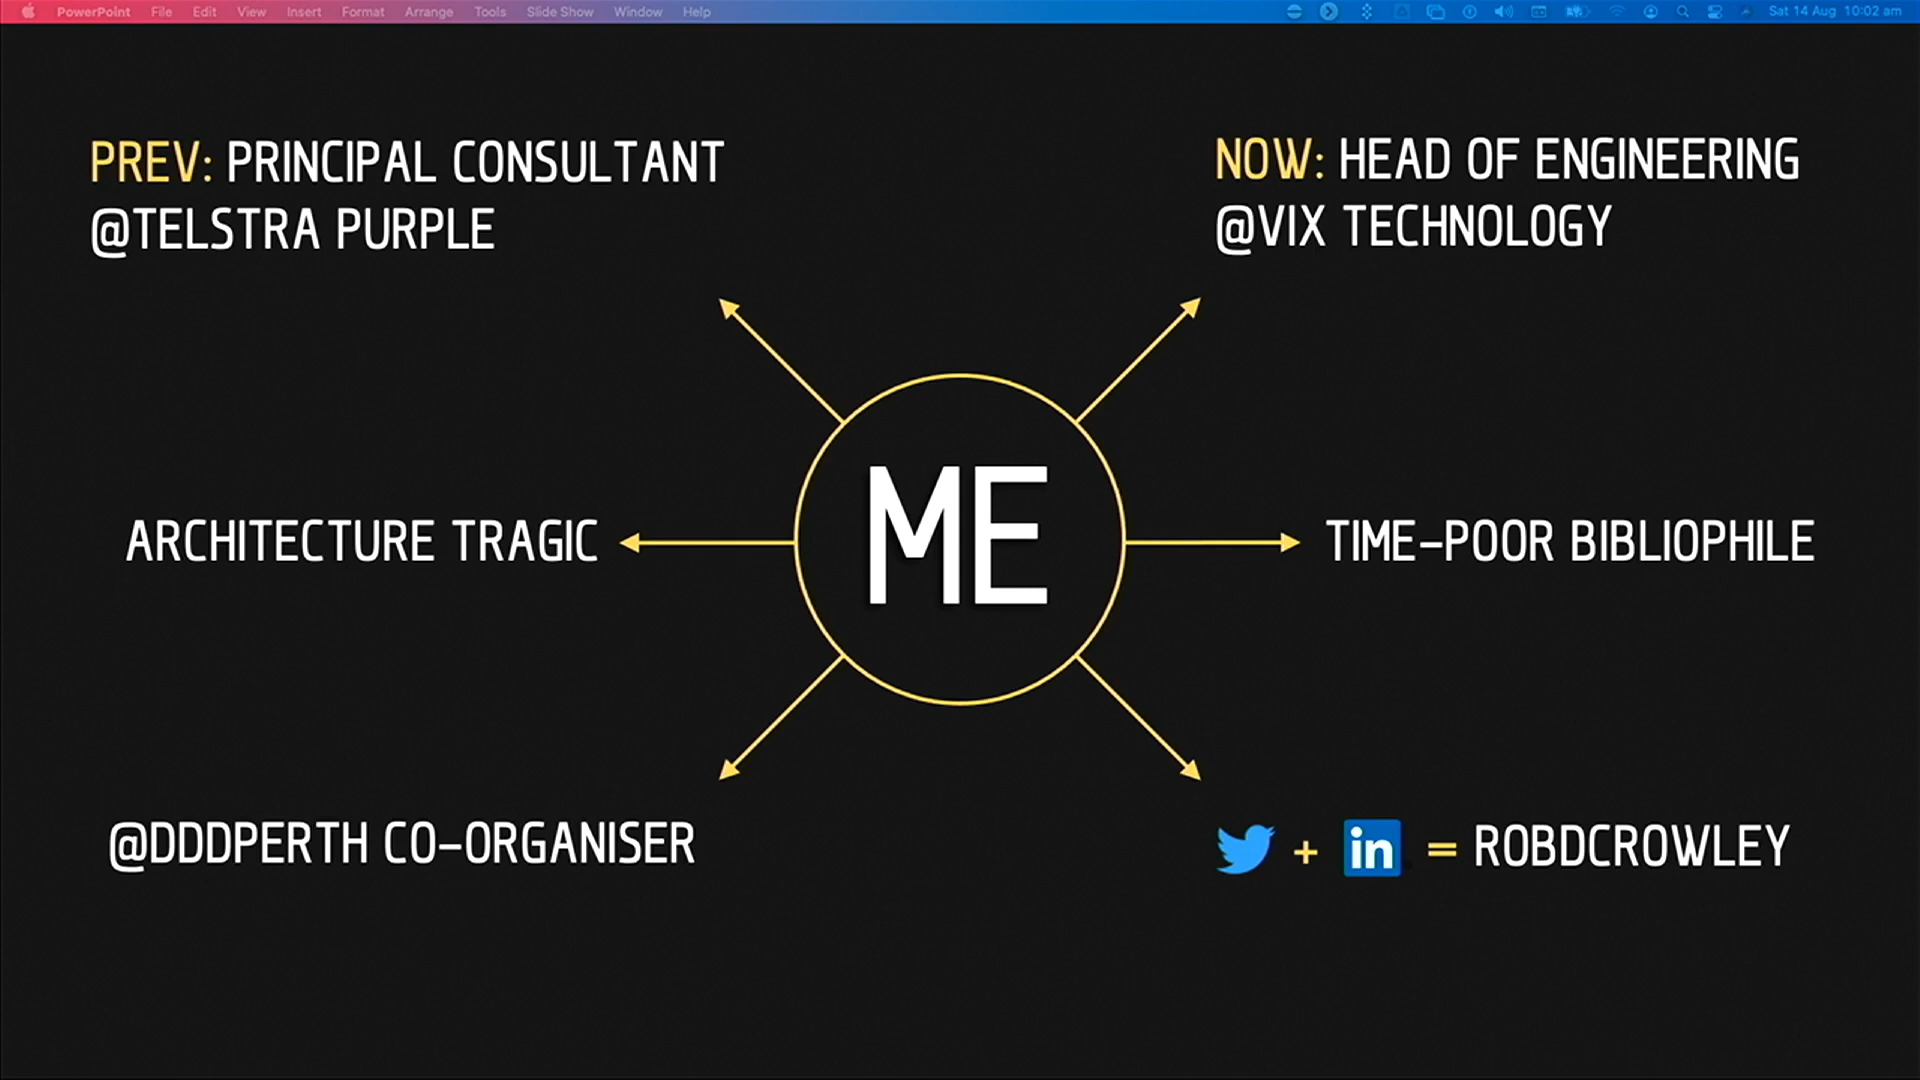 PowerPoint File Edit View Insert Format Arrange Tools Slide Show Window Help Sat 14 Aug 10:02 am
PREV: PRINCIPAL CONSULTANT
@TELSTRA PURPLE
NOW: HEAD OF ENGINEERING
@VIX TECHNOLOGY
ARCHITECTURE TRAGIC
ME
TIME-POOR BIBLIOPHILE
@DDDPERTH CO-ORGANISER
+ in = ROBDCROWLEY